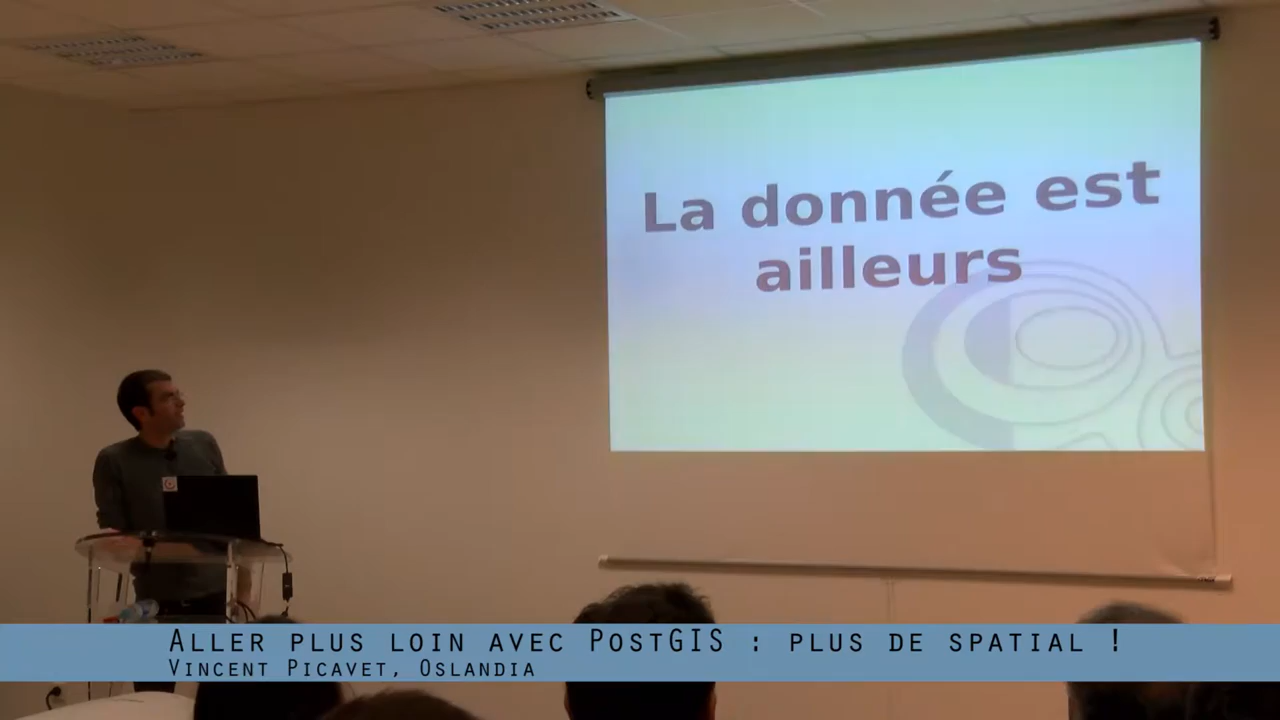 La donnée est
ailleurs
Aller plus loin avec PostGIS : plus de spatial !
Vincent Picavet, Oslandia